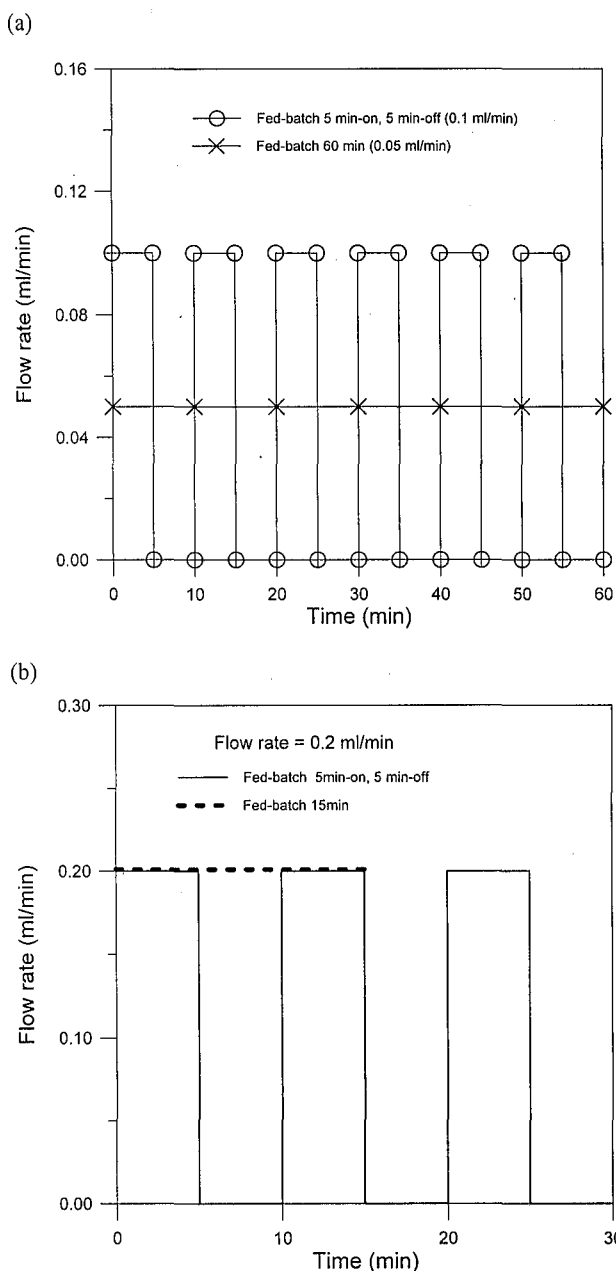 (a)
0.16
Fed-batch 5 min-on, 5 min-off (0.1 ml/min)
Fed-batch 60 min (0.05 ml/min)
0.12
0.08
0.04
0.00
Flow rate (ml/min)
0 10 20 30 40 50 60
Time (min)
(b)
0.30
Flow rate = 0.2 ml/min
Fed-batch 5min-on, 5 min-off
Fed-batch 15min
0.20
0.10
0.00
Flow rate (ml/min)
0 10 20 30
Time (min)